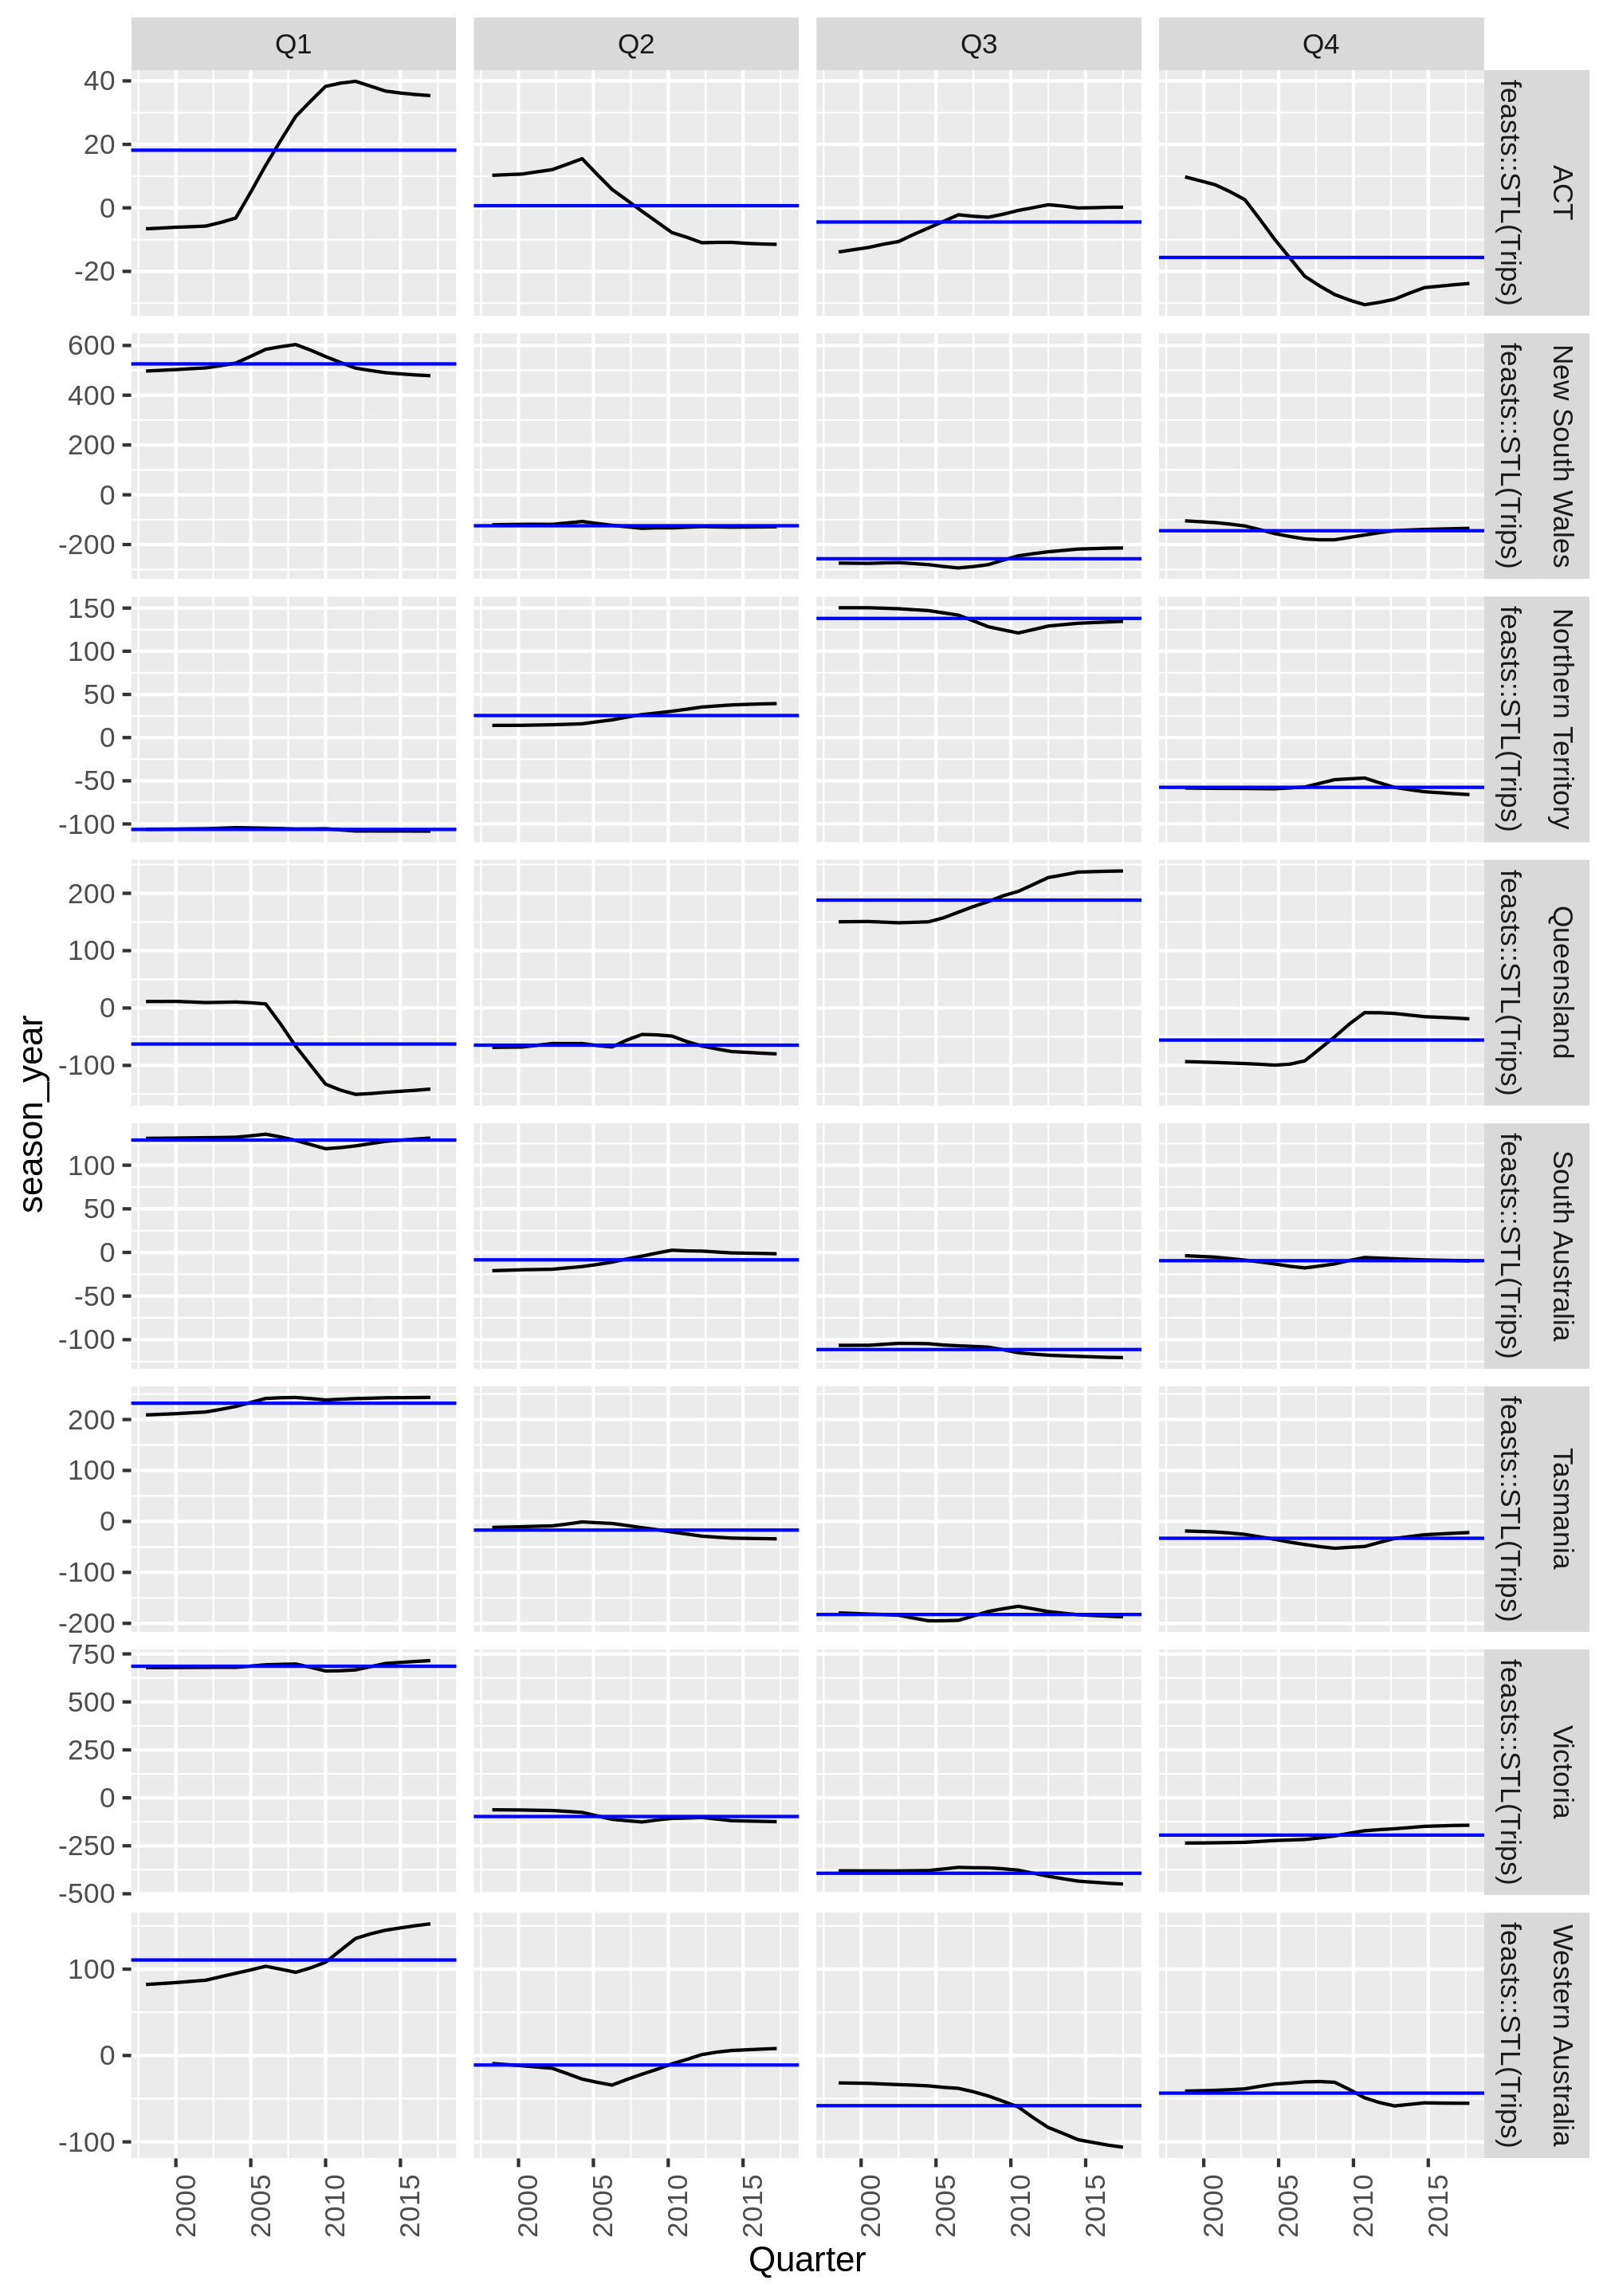 Q1 Q2 Q3 Q4
40
20
0
-20
ACT
feasts::STL(Trips)
600
400
200
0
-200
New South Wales
feasts::STL(Trips)
150
100
50
0
-50
-100
Northern Territory
feasts::STL(Trips)
200
100
0
-100
Queensland
feasts::STL(Trips)
100
50
0
-50
-100
South Australia
feasts::STL(Trips)
200
100
0
-100
-200
Tasmania
feasts::STL(Trips)
750
500
250
0
-250
-500
Victoria
feasts::STL(Trips)
100
0
-100
Western Australia
feasts::STL(Trips)
season_year
2000 2005 2010 2015 2000 2005 2010 2015 2000 2005 2010 2015 2000 2005 2010 2015
Quarter